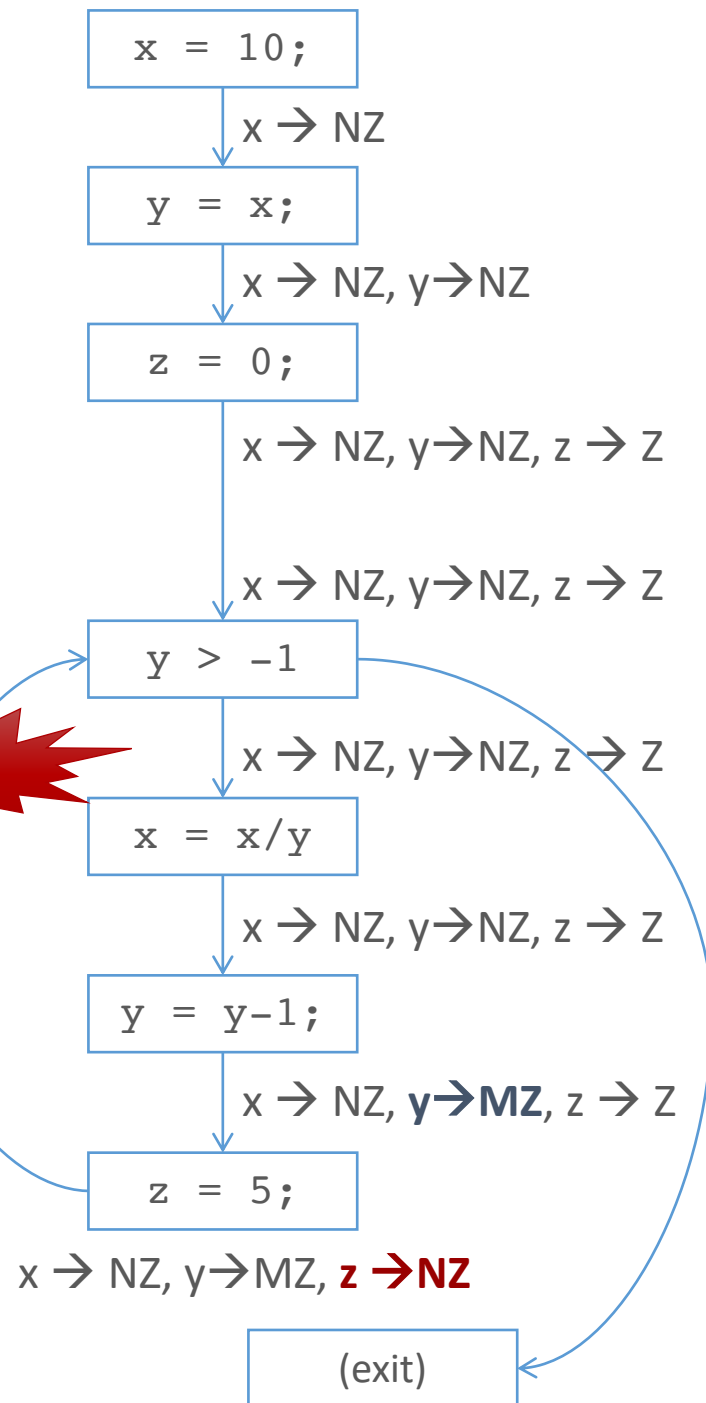 x = 10;
x → NZ
y = x;
x → NZ, y→NZ
z = 0;
x → NZ, y→NZ, z → Z
x → NZ, y→NZ, z → Z
y > -1
x → NZ, y→NZ, z → Z
x = x/y
x → NZ, y→NZ, z → Z
y = y-1;
x → NZ, y→MZ, z → Z
z = 5;
x → NZ, y→MZ, z →NZ
(exit)